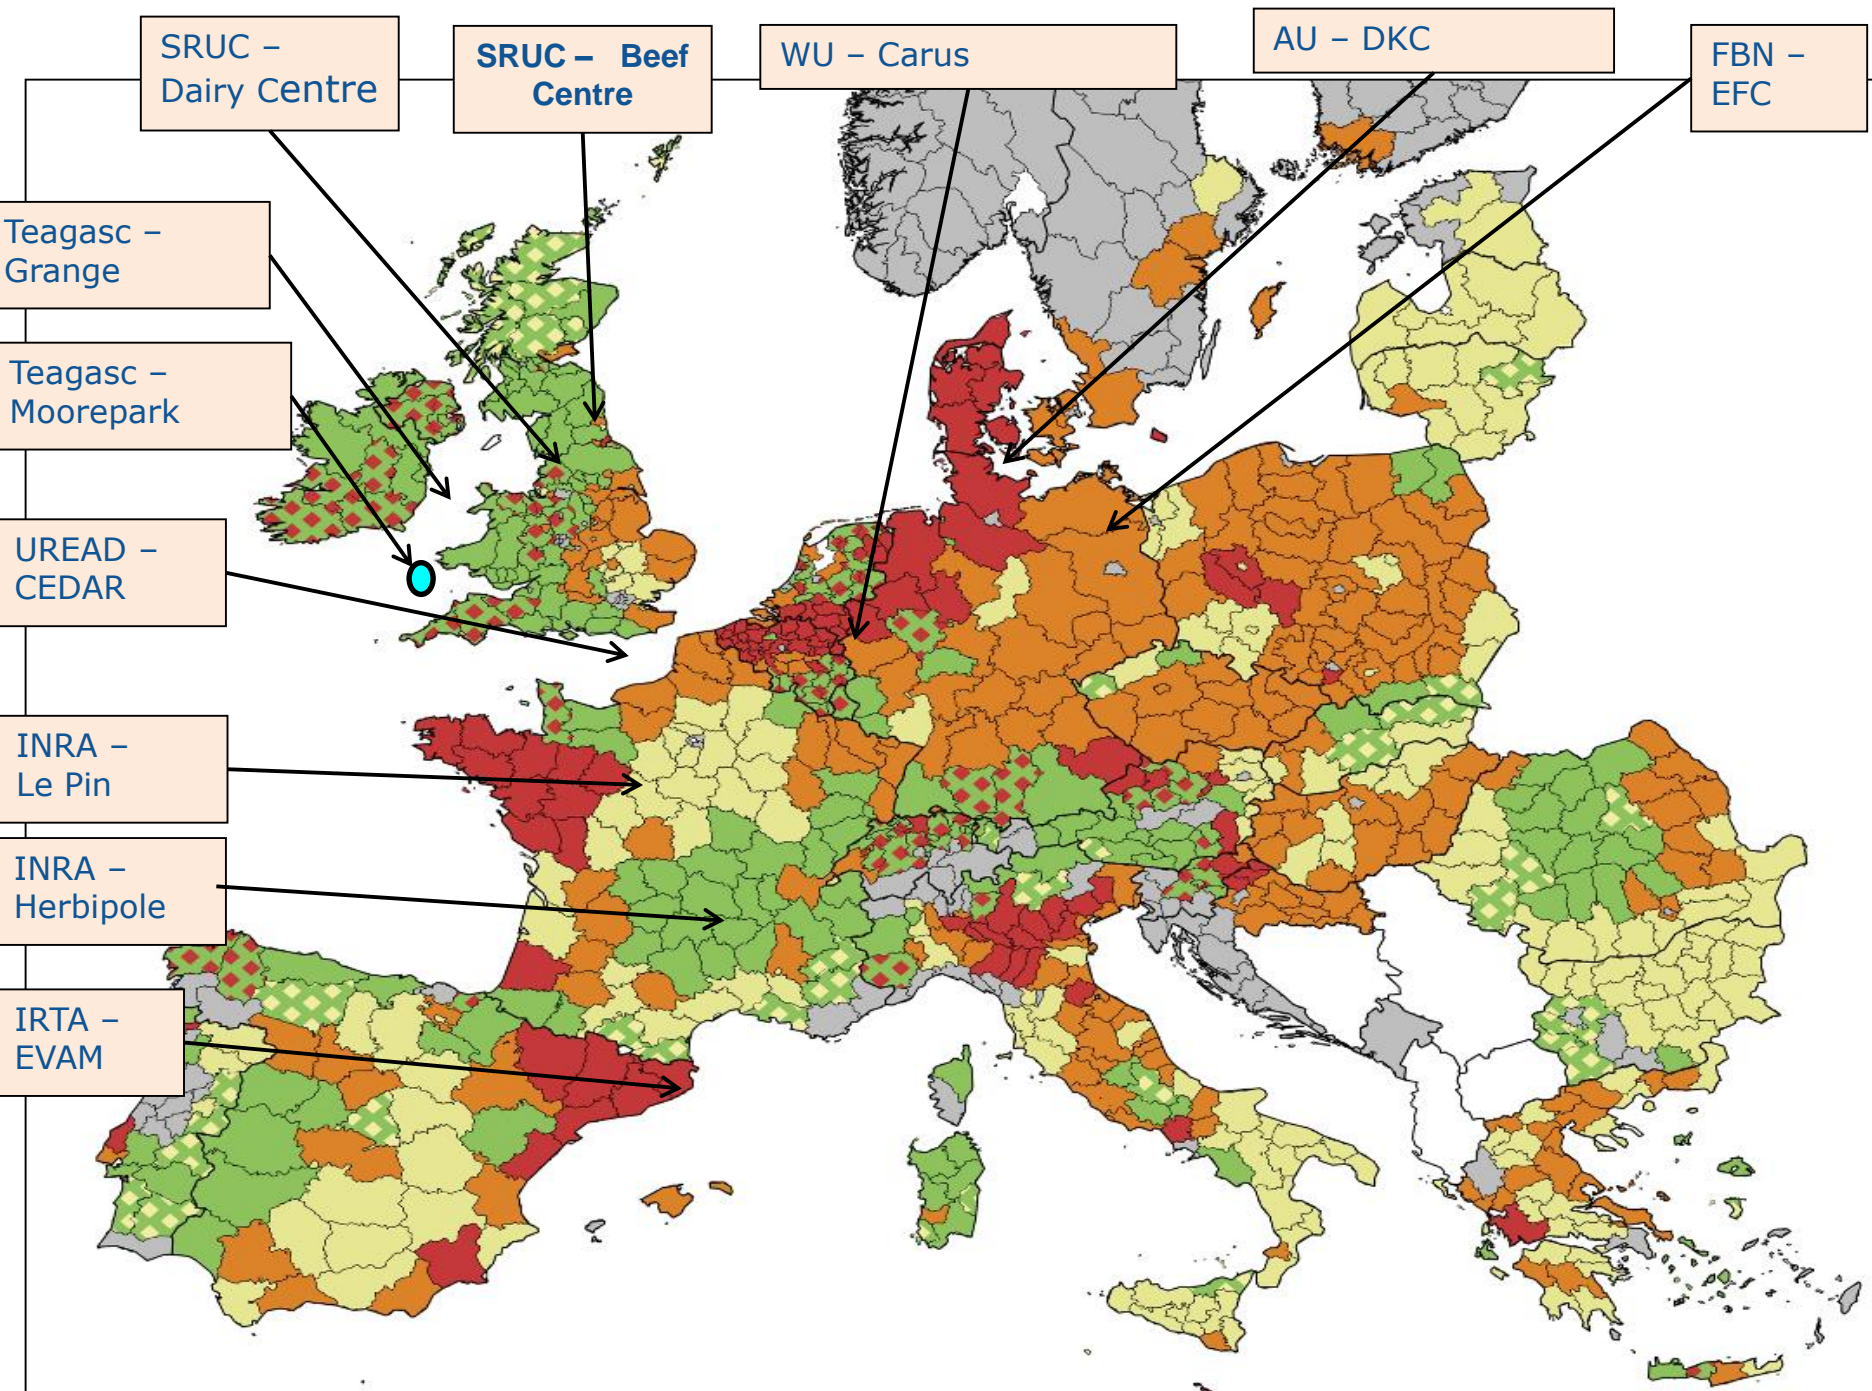 SRUC –
Dairy Centre
SRUC – Beef
Centre
WU – Carus
AU – DKC
FBN –
EFC
Teagasc –
Grange
Teagasc –
Moorepark
UREAD –
CEDAR
INRA –
Le Pin
INRA –
Herbipole
IRTA –
EVAM